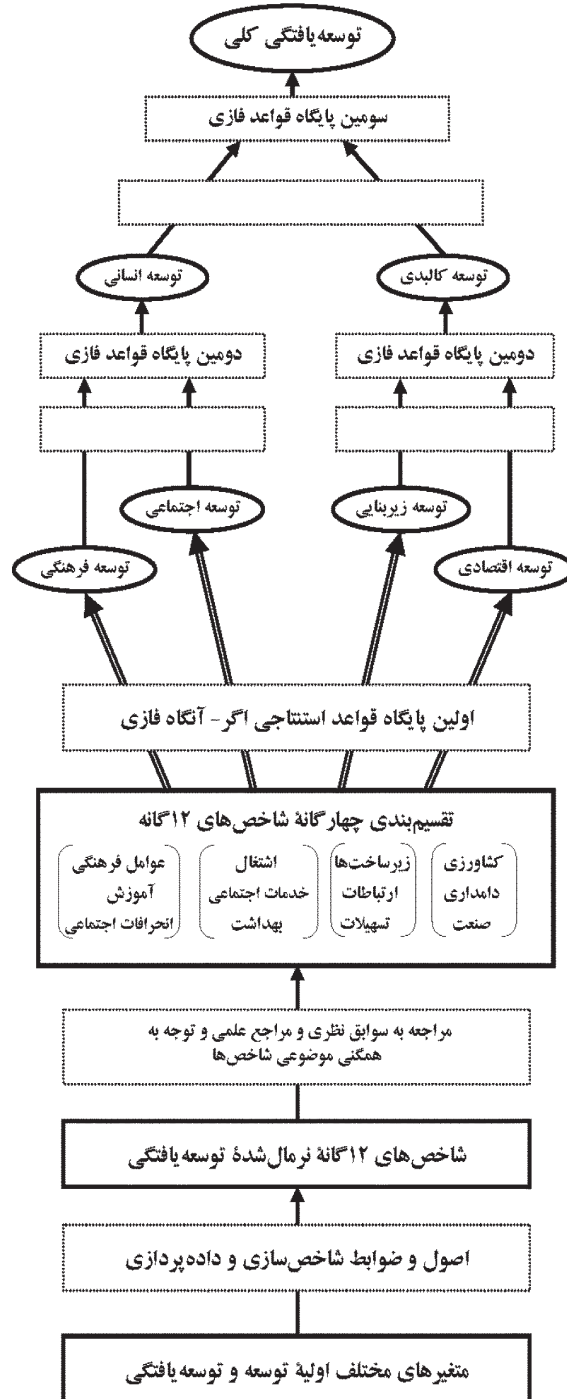 توسعه‌یافتگی کلی
سومین پایگاه قواعد فازی
توسعه کالبدی
توسعه انسانی
دومین پایگاه قواعد فازی
دومین پایگاه قواعد فازی
توسعه زیربنایی
توسعه اجتماعی
توسعه اقتصادی
توسعه فرهنگی
اولین پایگاه قواعد استنتاجی اگر- آنگاه فازی
تقسیم‌بندی چهارگانهٔ شاخص‌های ۱۲گانه
کشاورزی
دامداری
صنعت
زیرساخت‌ها
ارتباطات
تسهیلات
اشتغال
خدمات اجتماعی
بهداشت
عوامل فرهنگی
آموزش
انحرافات اجتماعی
مراجعه به سوابق نظری و مراجع علمی و توجه به
همگنی موضوعی شاخص‌ها
شاخص‌های ۱۲گانهٔ نرمال‌شدهٔ توسعه‌یافتگی
اصول و ضوابط شاخص‌سازی و داده‌پردازی
متغیرهای مختلف اولیهٔ توسعه و توسعه‌یافتگی